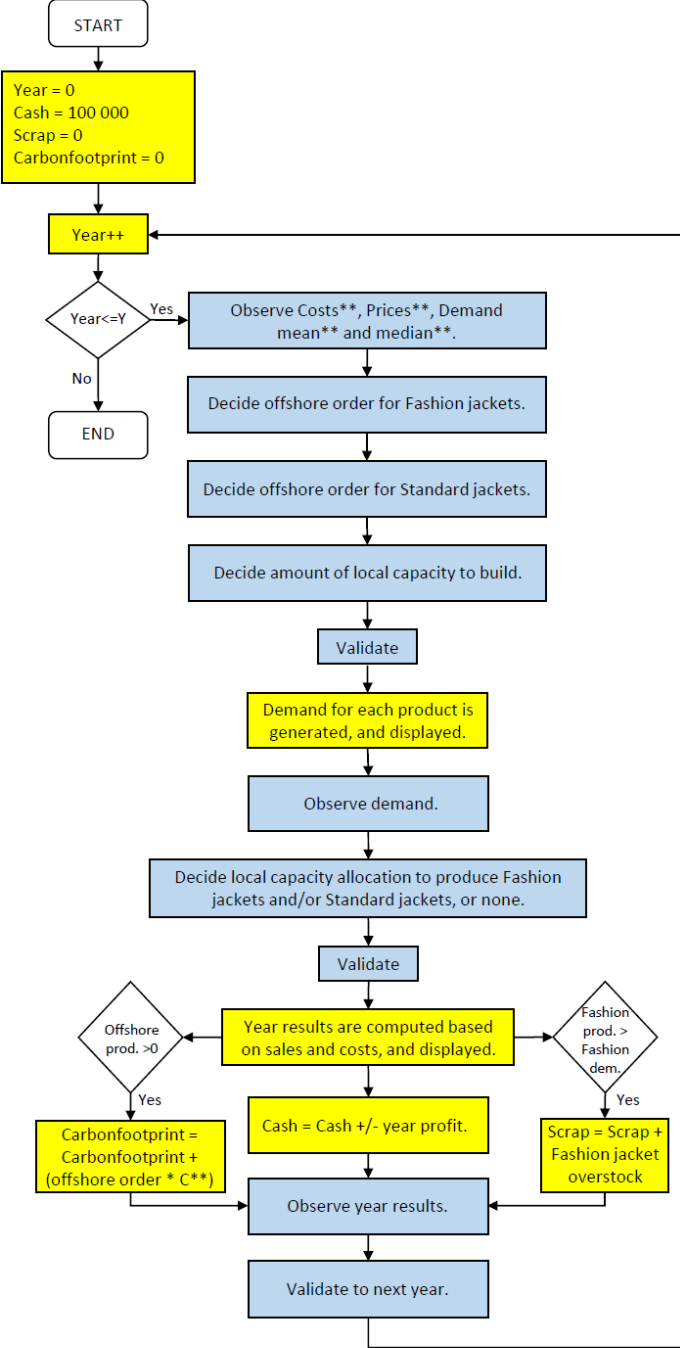 START
Year = 0
Cash = 100 000
Scrap = 0
Carbonfootprint = 0
Year++
Year<=Y
Yes
No
END
Observe Costs**, Prices**, Demand
mean** and median**.
Decide offshore order for Fashion jackets.
Decide offshore order for Standard jackets.
Decide amount of local capacity to build.
Validate
Demand for each product is
generated, and displayed.
Observe demand.
Decide local capacity allocation to produce Fashion
jackets and/or Standard jackets, or none.
Validate
Offshore
prod. >0
Year results are computed based
on sales and costs, and displayed.
Fashion
prod. >
Fashion
dem.
Yes
Yes
Carbonfootprint =
Carbonfootprint +
(offshore order * C**)
Cash = Cash +/- year profit.
Scrap = Scrap +
Fashion jacket
overstock
Observe year results.
Validate to next year.